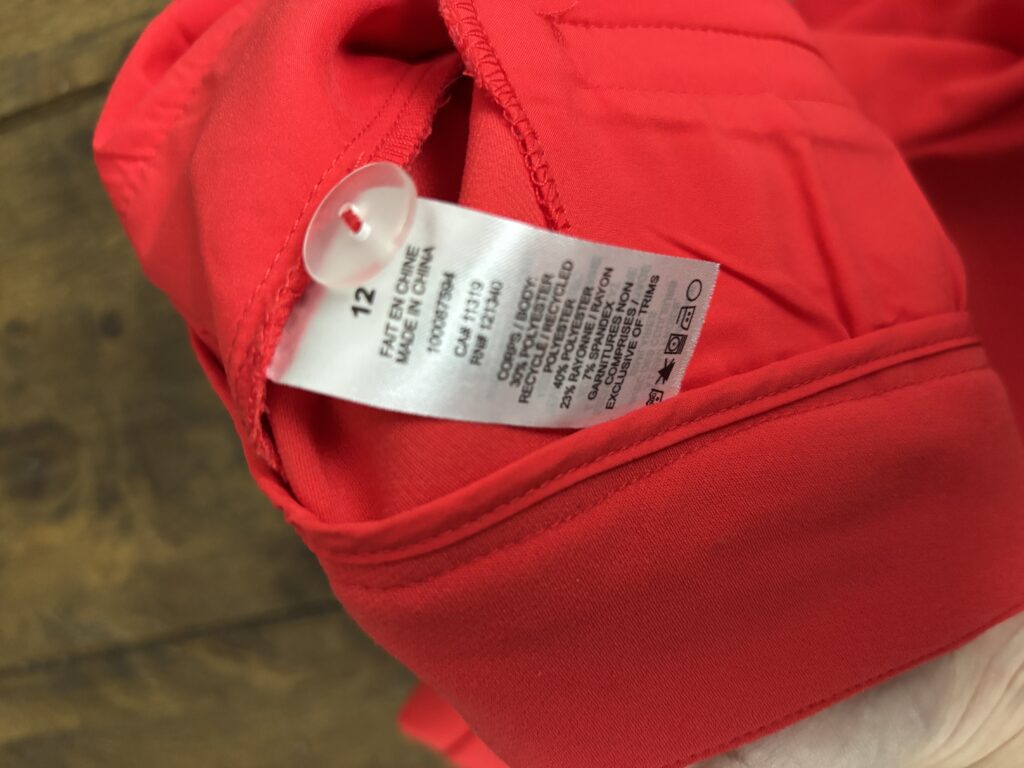 12
FAIT EN CHINE
MADE IN CHINA
100087594
CA# 11319
RN# 121340
CORPS / BODY:
30% POLYESTER
RECYCLE / RECYCLED
POLYESTER
40% POLYESTER
23% RAYONNE / RAYON
7% SPANDEX
GARNITURES NON
COMPRISES /
EXCLUSIVE OF TRIMS